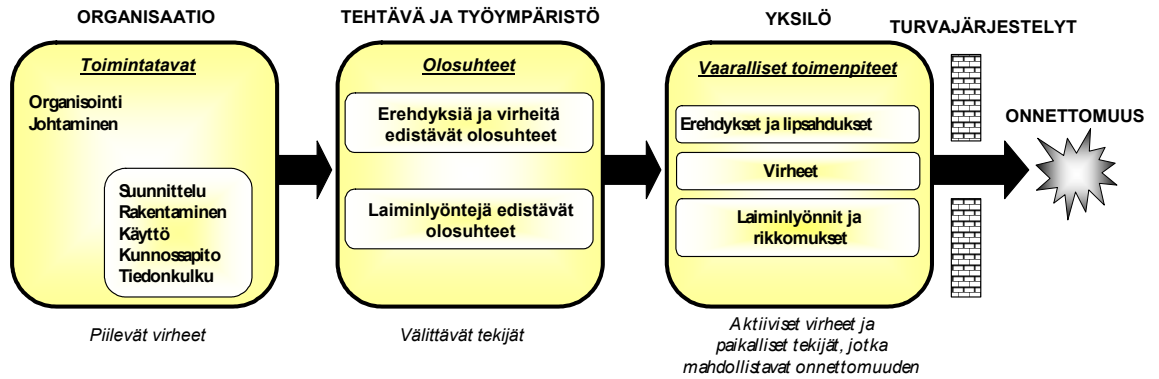 ORGANISAATIO
Toimintatavat
Organisointi
Johtaminen
Suunnittelu
Rakentaminen
Käyttö
Kunnossapito
Tiedonkulku
Piilevät virheet
TEHTÄVÄ JA TYÖYMPÄRISTÖ
Olosuhteet
Erehdyksiä ja virheitä
edistävät olosuhteet
Laiminlyöntejä edistävät
olosuhteet
Välittävät tekijät
YKSILÖ
Vaaralliset toimenpiteet
Erehdykset ja lipsahdukset
Virheet
Laiminlyönnit ja
rikkomukset
Aktiiviset virheet ja
paikalliset tekijät, jotka
mahdollistavat onnettomuuden
TURVAJÄRJESTELYT
ONNETTOMUUS